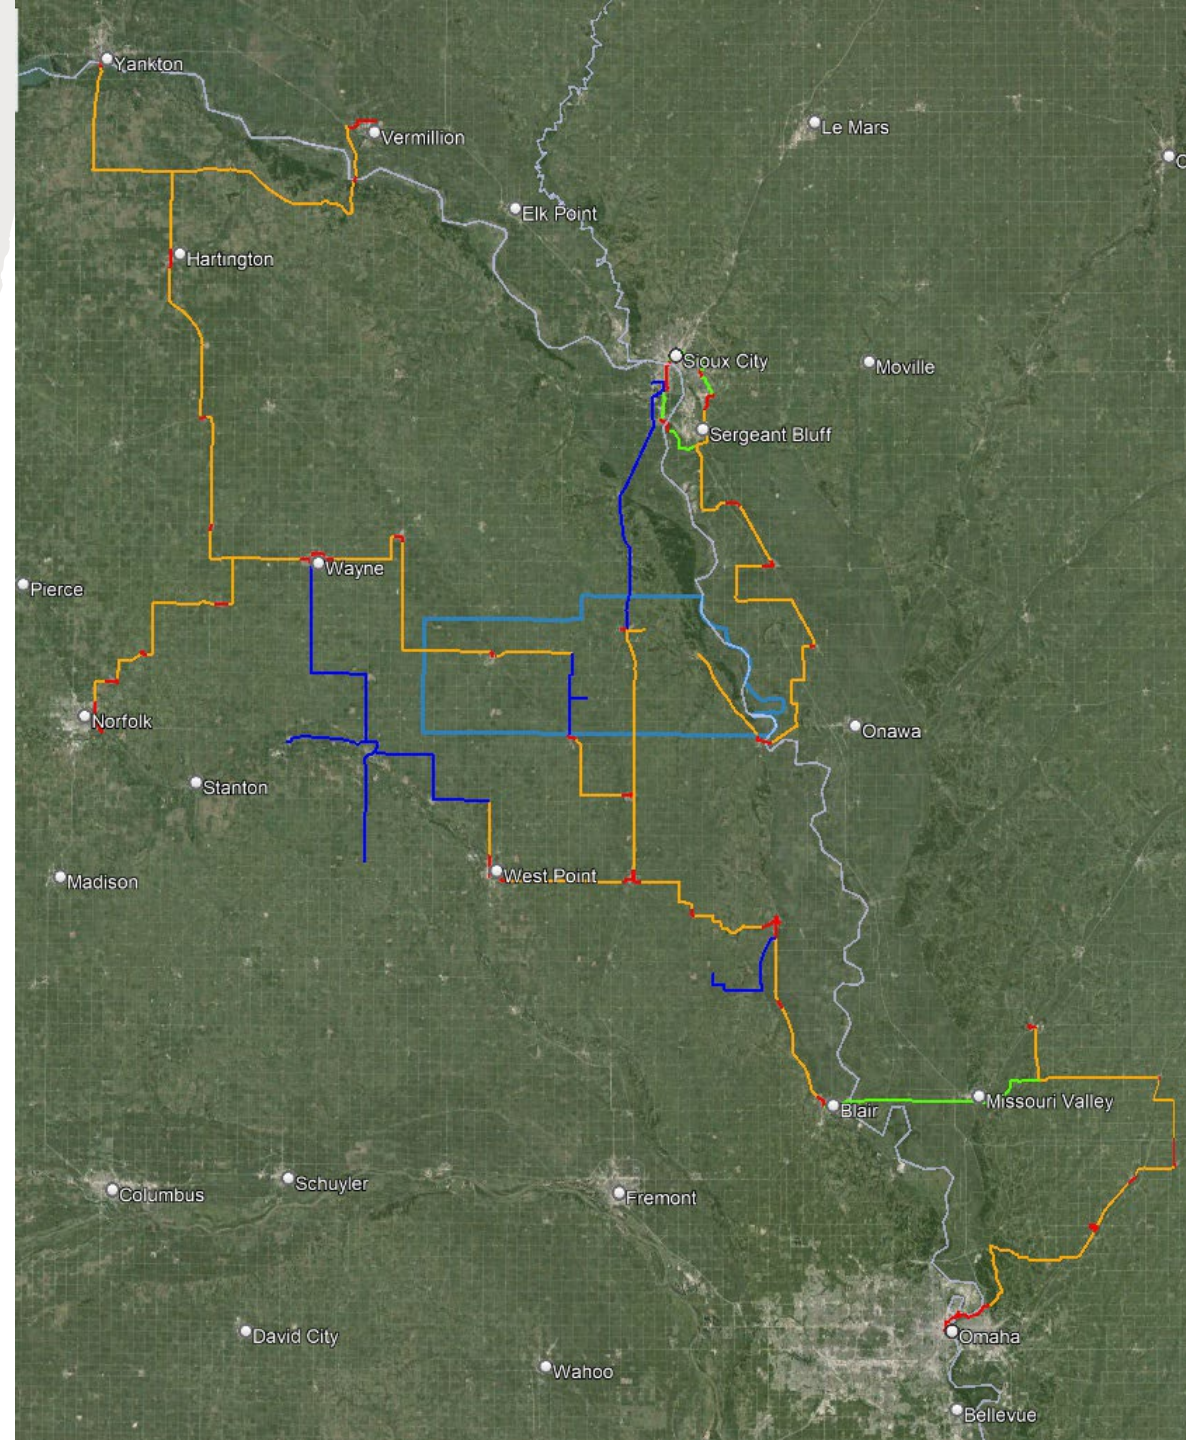 Yankton
Le Mars
Vermillion
C
Elk Point
Hartington
Sioux City
Moville
Sergeant Bluff
Wayne
Pierce
Norfolk
Onawa
Stanton
West Point
Madison
Missouri Valley
Blair
Schuyler
Columbus
Fremont
David City
Omaha
Wahoo
Bellevue